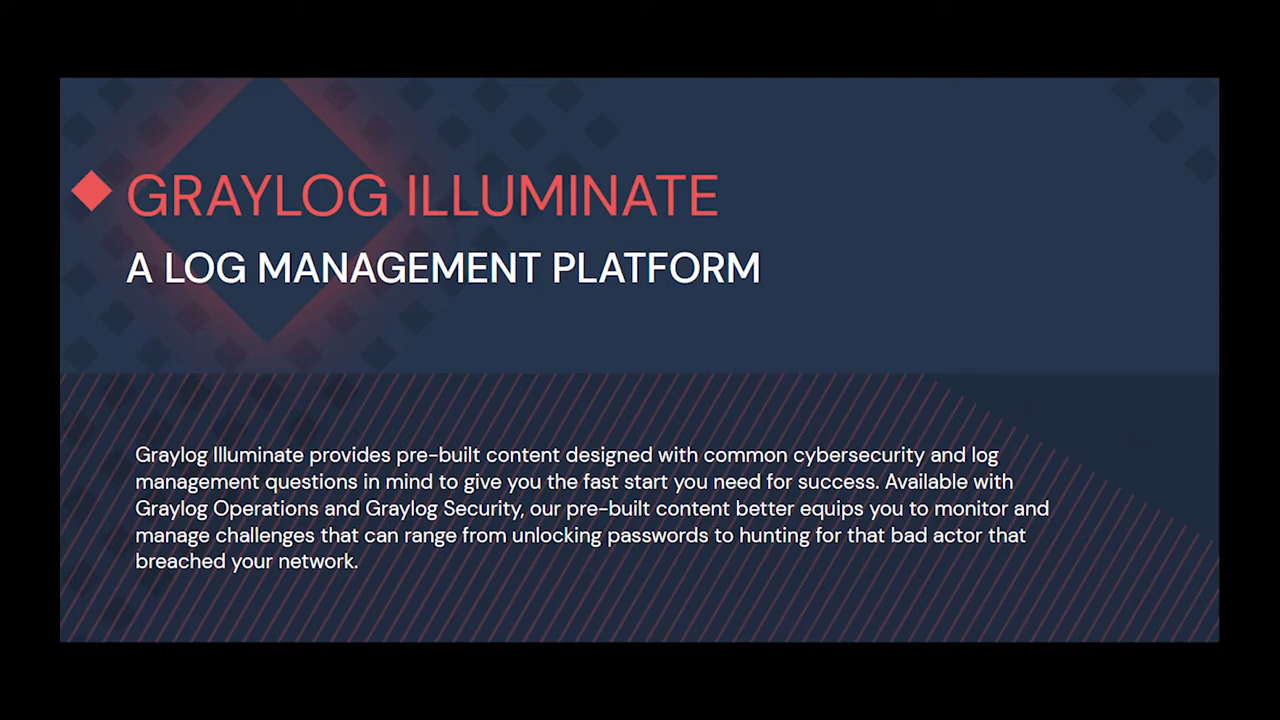 GRAYLOG ILLUMINATE
A LOG MANAGEMENT PLATFORM
Graylog Illuminate provides pre-built content designed with common cybersecurity and log
management questions in mind to give you the fast start you need for success. Available with
Graylog Operations and Graylog Security, our pre-built content better equips you to monitor and
manage challenges that can range from unlocking passwords to hunting for that bad actor that
breached your network.